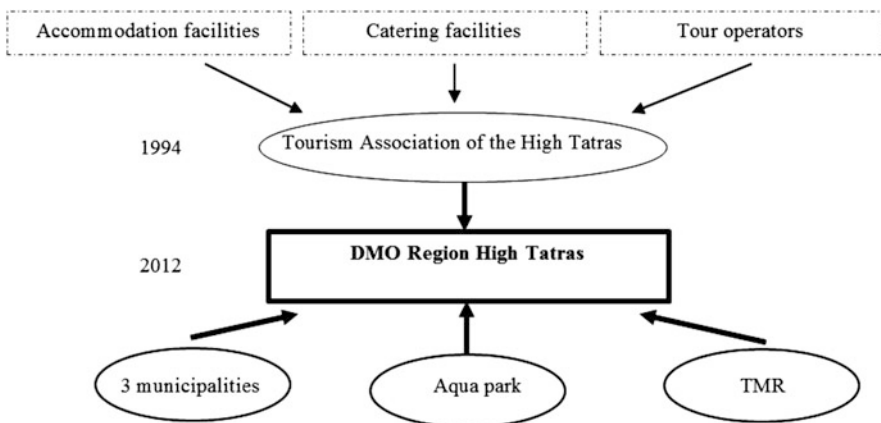 Accommodation facilities
Catering facilities
Tour operators
1994
Tourism Association of the High Tatras
DMO Region High Tatras
2012
3 municipalities
Aqua park
TMR